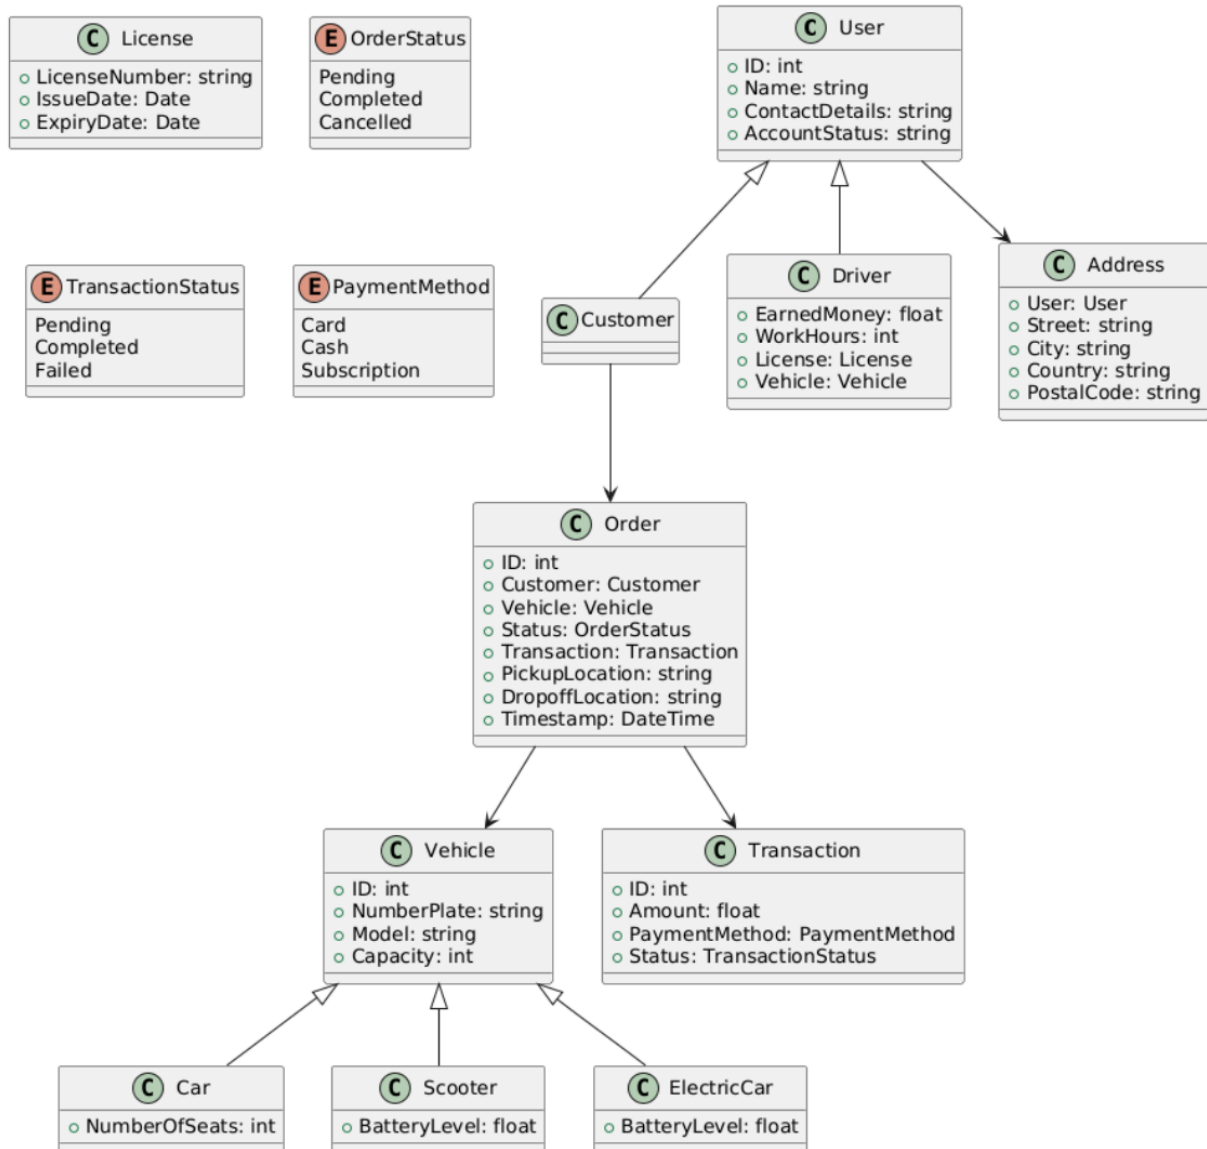 C License
LicenseNumber: string
IssueDate: Date
ExpiryDate: Date
E OrderStatus
Pending
Completed
Cancelled
C User
ID: int
Name: string
ContactDetails: string
AccountStatus: string
E TransactionStatus
Pending
Completed
Failed
E PaymentMethod
Card
Cash
Subscription
C Customer
C Driver
EarnedMoney: float
WorkHours: int
License: License
Vehicle: Vehicle
C Address
User: User
Street: string
City: string
Country: string
PostalCode: string
C Order
ID: int
Customer: Customer
Vehicle: Vehicle
Status: OrderStatus
Transaction: Transaction
PickupLocation: string
DropoffLocation: string
Timestamp: DateTime
C Vehicle
ID: int
NumberPlate: string
Model: string
Capacity: int
C Transaction
ID: int
Amount: float
PaymentMethod: PaymentMethod
Status: TransactionStatus
C Car
NumberOfSeats: int
C Scooter
BatteryLevel: float
C ElectricCar
BatteryLevel: float